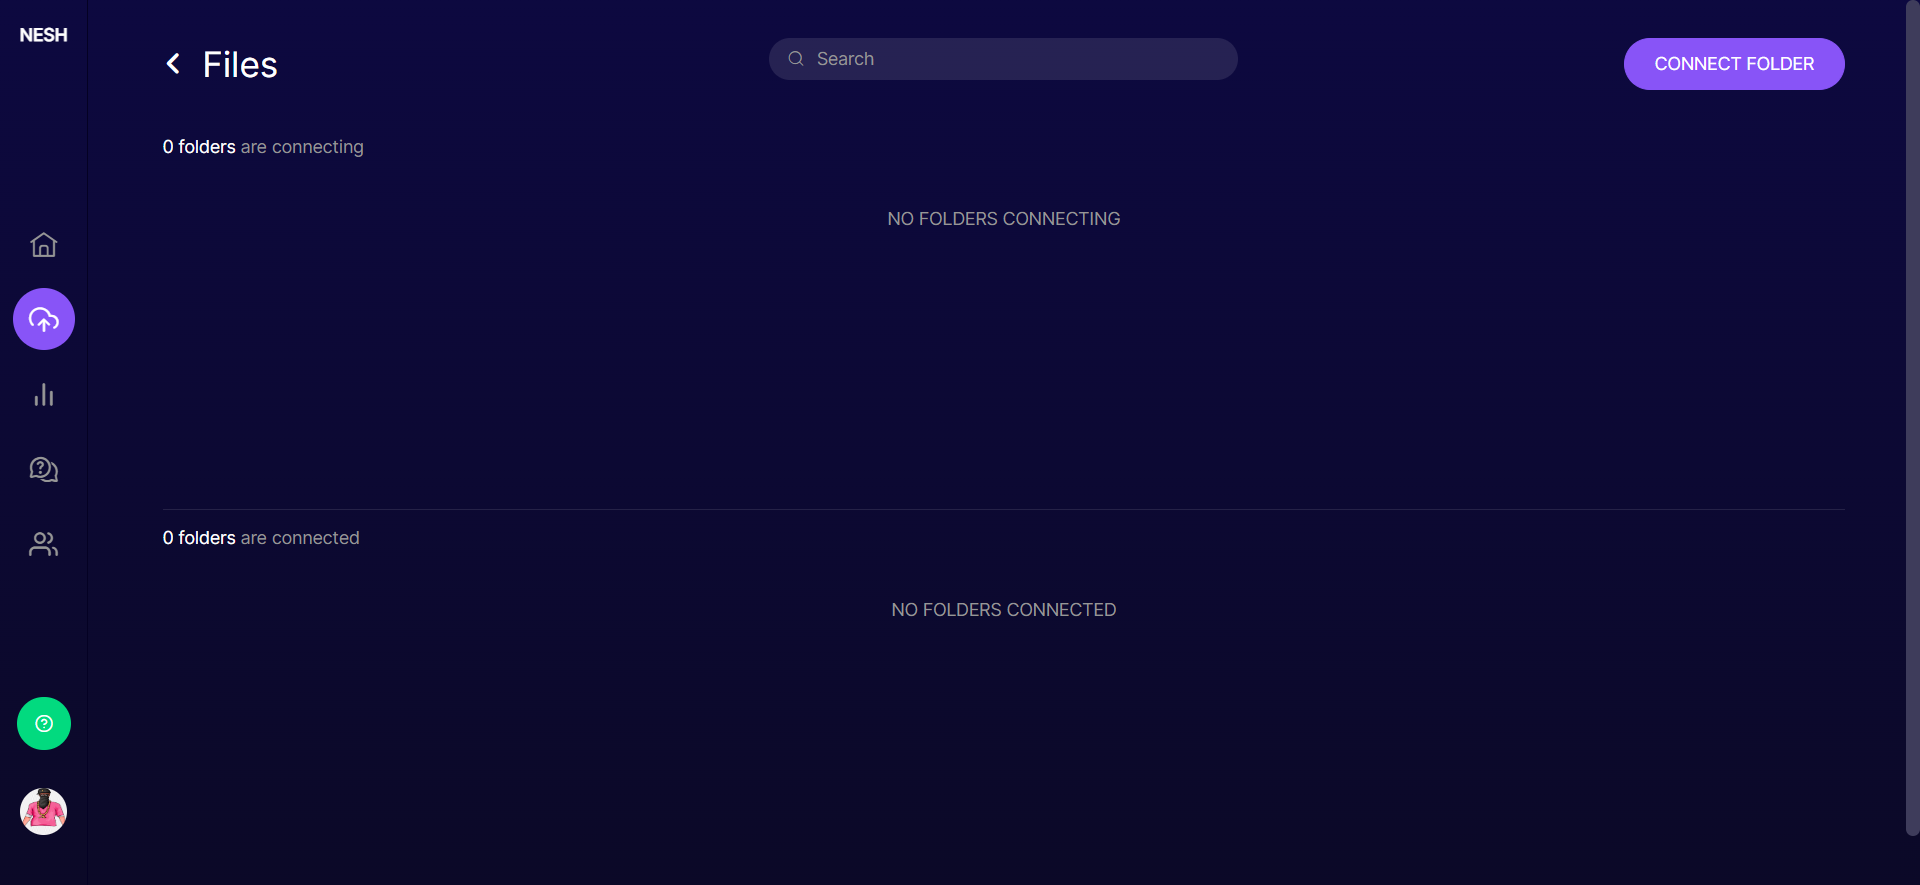 NESH
Files
Search
CONNECT FOLDER
0 folders are connecting
NO FOLDERS CONNECTING
0 folders are connected
NO FOLDERS CONNECTED